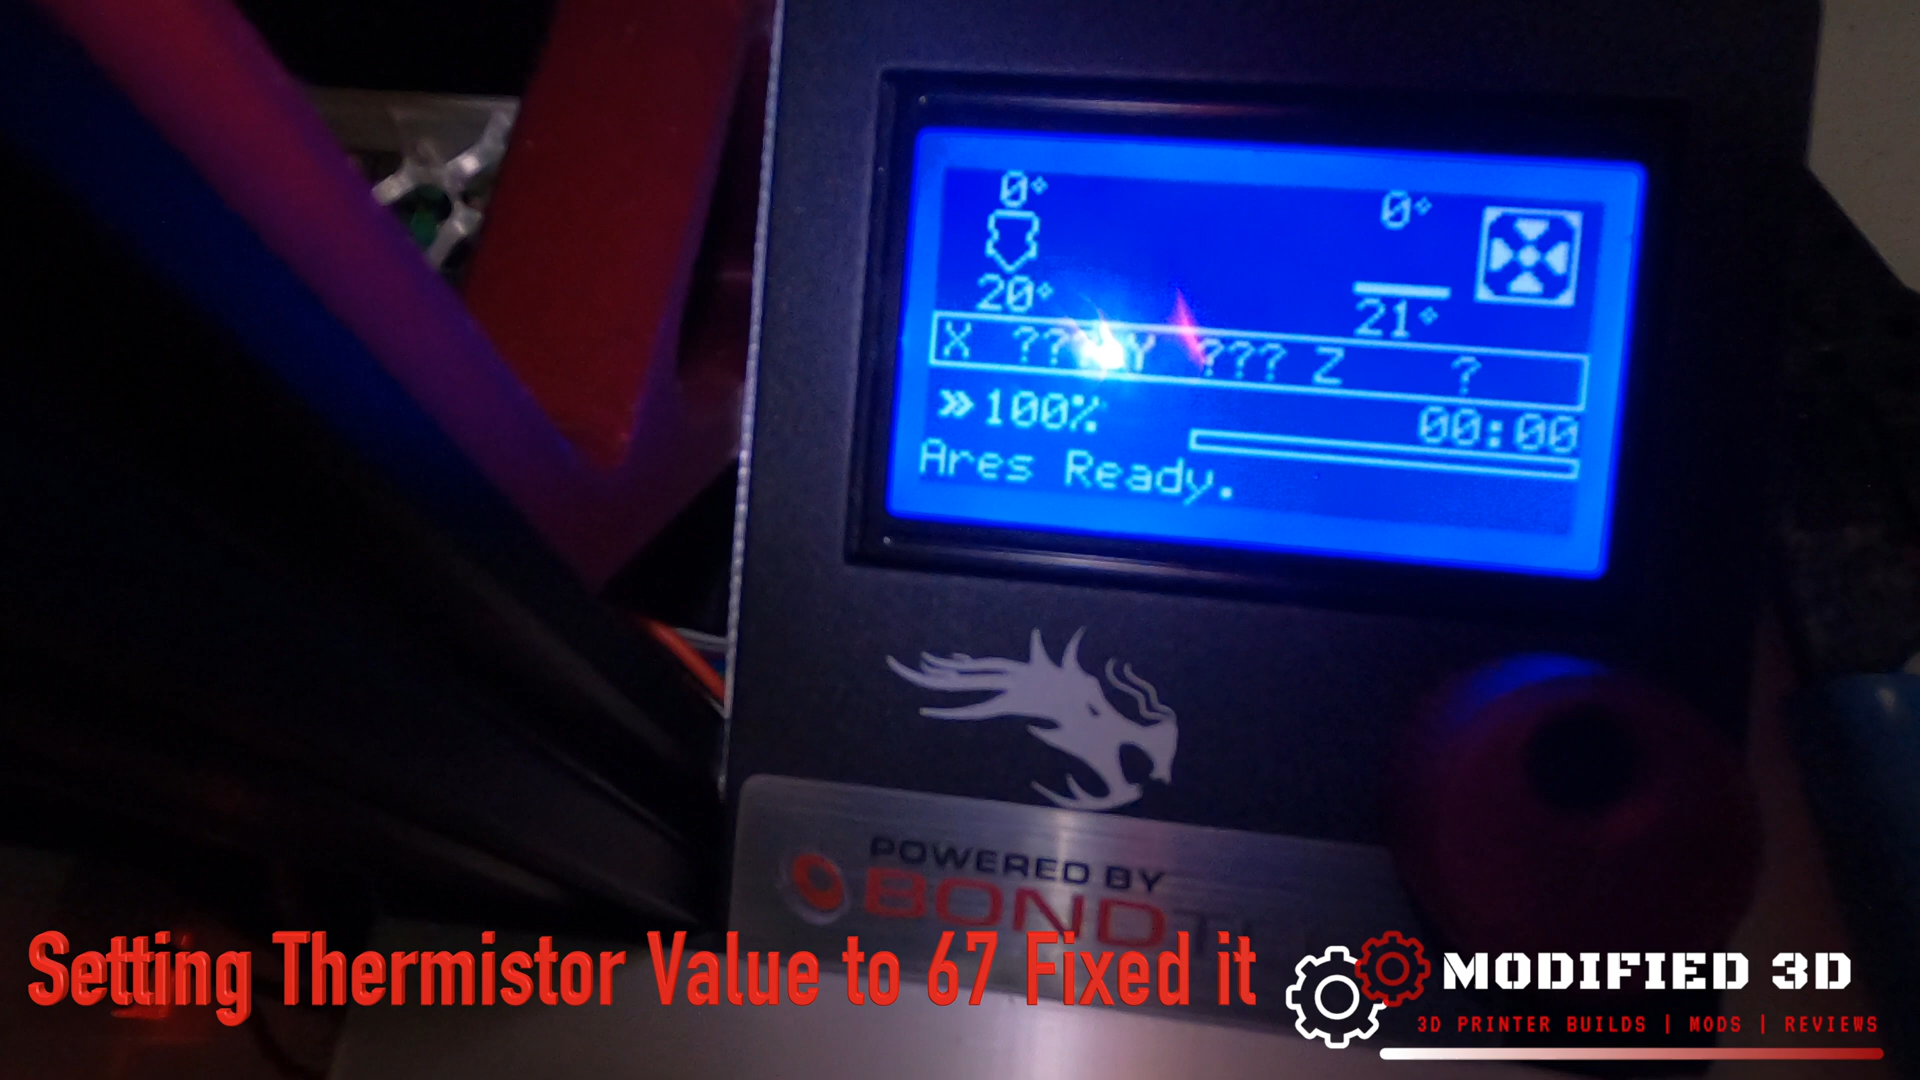 0° 0°
20° 21°
X ??? Y ??? Z ?
»100% 00:00
Ares Ready.
POWERED BY
BONDT
Setting Thermistor Value to 67 Fixed it
MODIFIED 3D
3D PRINTER BUILDS | MODS | REVIEWS